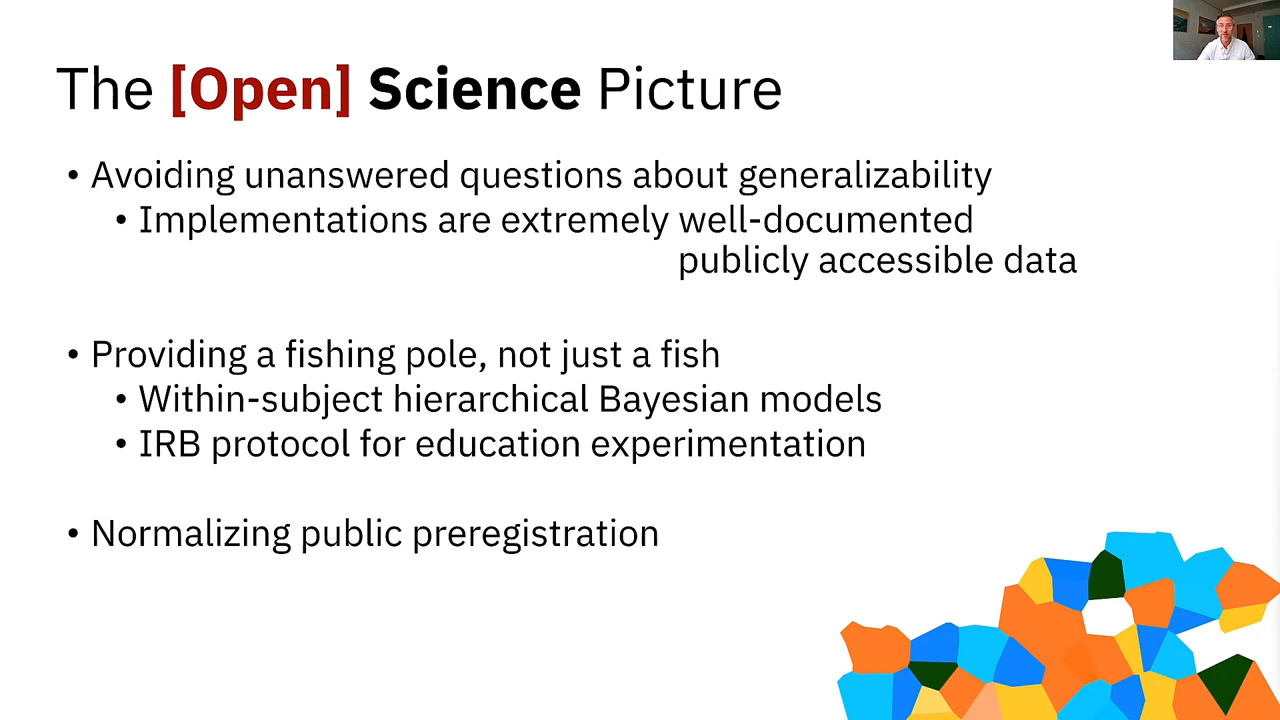 The [Open] Science Picture
• Avoiding unanswered questions about generalizability
• Implementations are extremely well-documented
publicly accessible data
• Providing a fishing pole, not just a fish
• Within-subject hierarchical Bayesian models
• IRB protocol for education experimentation
• Normalizing public preregistration